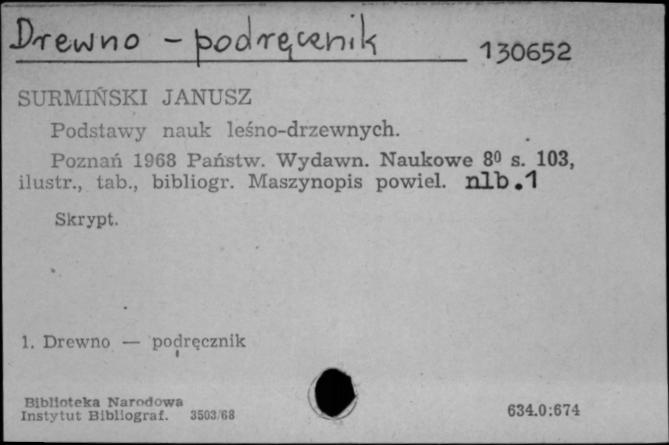 Drewno - podręcznik
130652
SURMIŃSKI JANUSZ
Podstawy nauk leśno-drzewnych.
Poznań 1968 Państw. Wydawn. Naukowe 8º s. 103,
ilustr., tab., bibliogr. Maszynopis powiel. nlb.1
Skrypt.
1. Drewno — podręcznik
Biblioteka Narodowa
Instytut Bibliograf. 3503/68
634.0:674